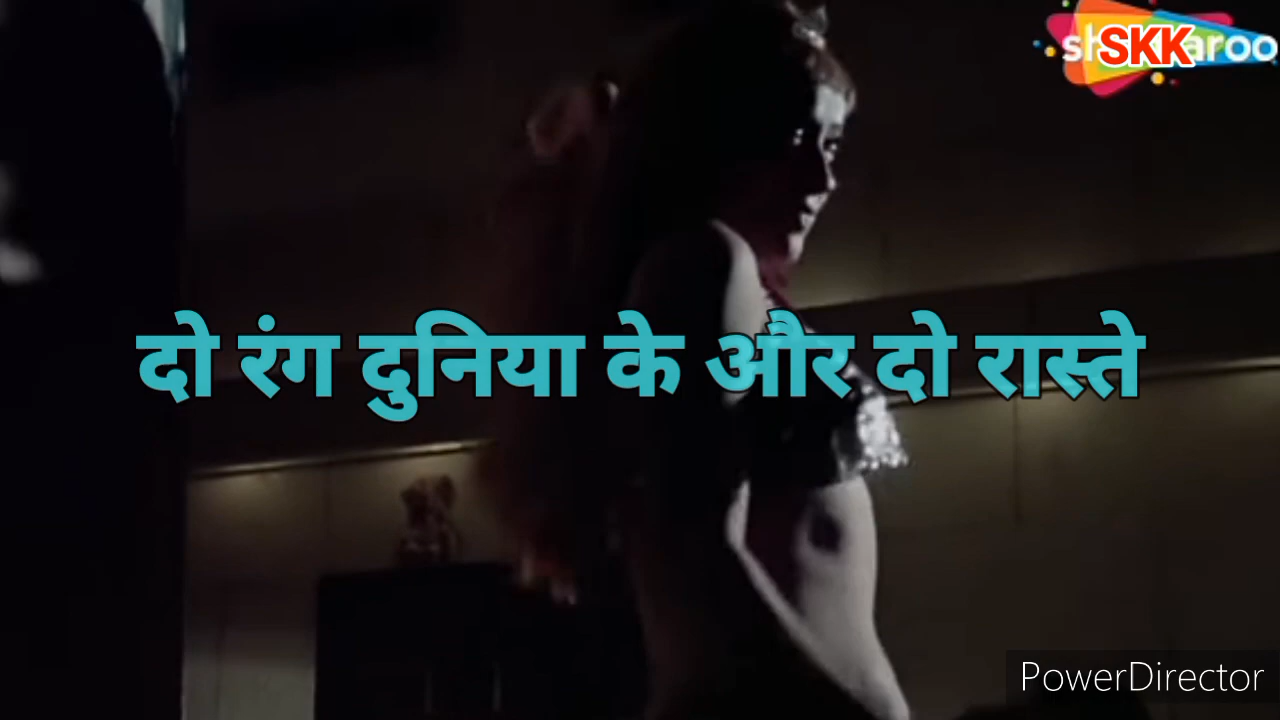 SKK
दो रंग दुनिया के और दो रास्ते
PowerDirector